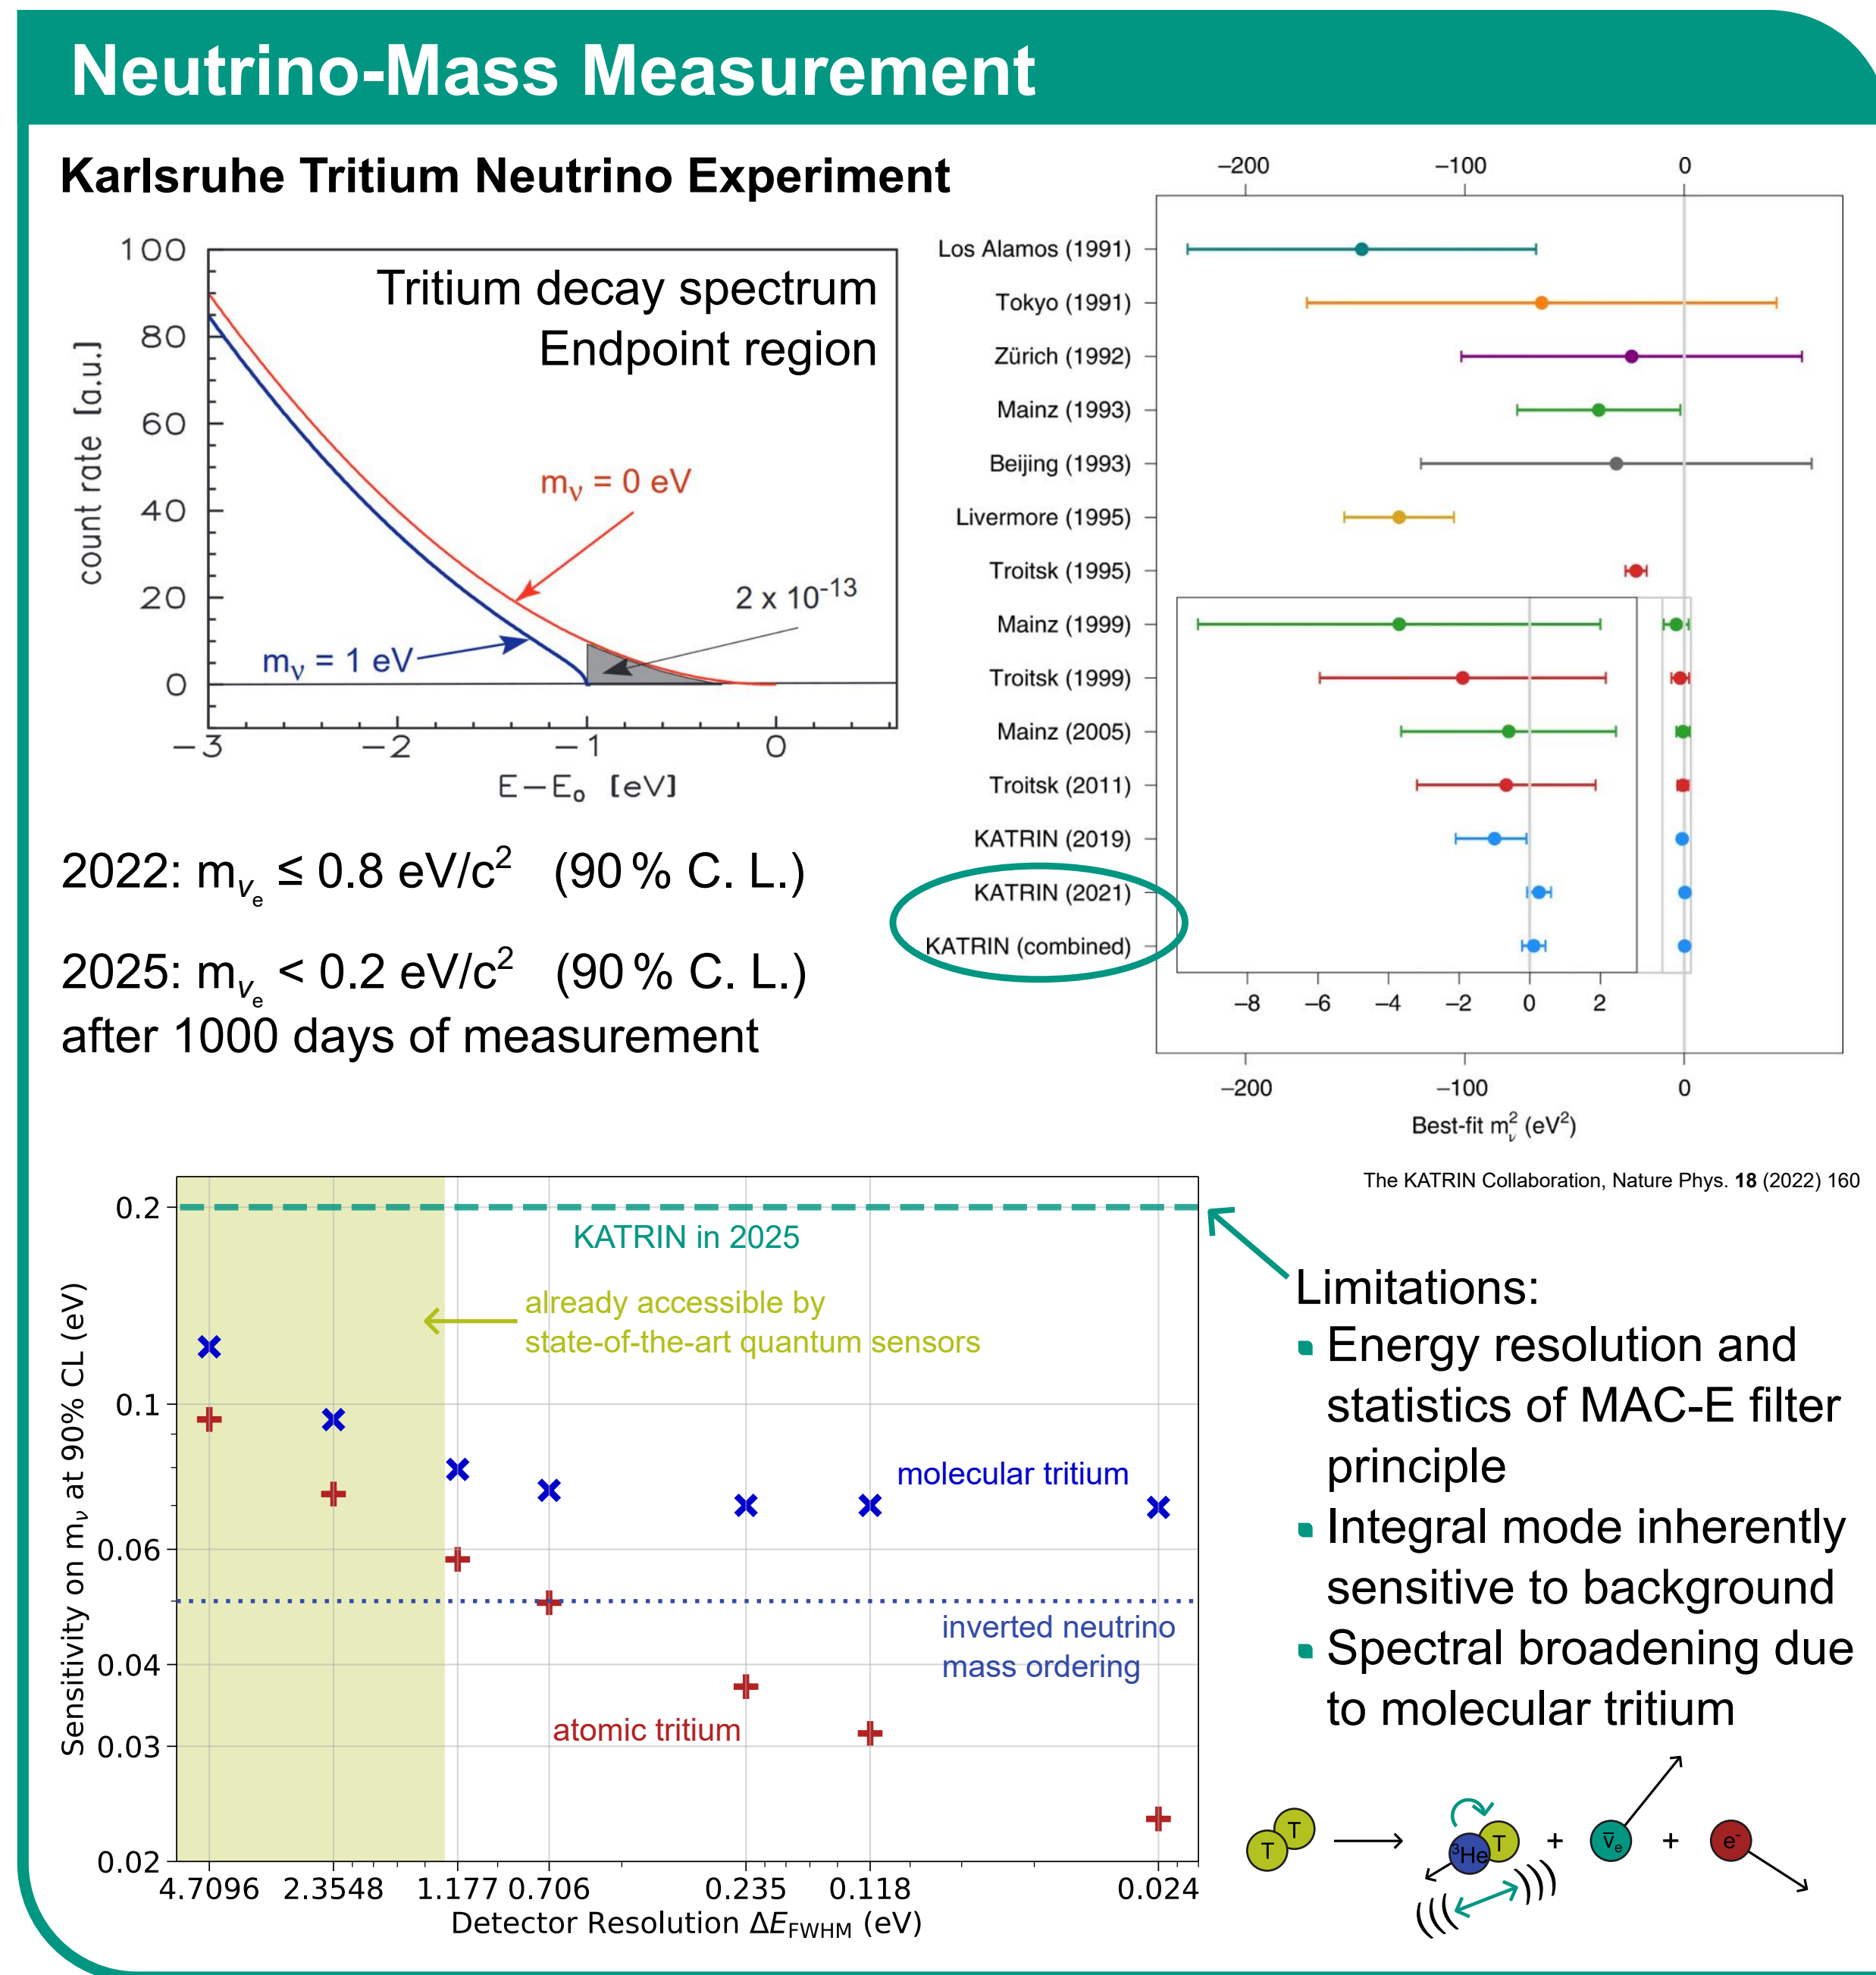 Neutrino-Mass Measurement
Karlsruhe Tritium Neutrino Experiment
100
80
60
40
20
0
count rate [a.u.]
Tritium decay spectrum
Endpoint region
mν = 0 eV
2 x 10⁻¹³
mν = 1 eV
−3
−2
−1
0
E−E₀ [eV]
−200
−100
0
Los Alamos (1991)
Tokyo (1991)
Zürich (1992)
Mainz (1993)
Beijing (1993)
Livermore (1995)
Troitsk (1995)
Mainz (1999)
Troitsk (1999)
Mainz (2005)
Troitsk (2011)
KATRIN (2019)
KATRIN (2021)
KATRIN (combined)
−8
−6
−4
−2
0
2
−200
−100
0
Best-fit m²ν (eV²)
The KATRIN Collaboration, Nature Phys. 18 (2022) 160
2022: mνe ≤ 0.8 eV/c² (90 % C. L.)
2025: mνe < 0.2 eV/c² (90 % C. L.)
after 1000 days of measurement
Sensitivity on mν at 90% CL (eV)
0.2
0.1
0.06
0.04
0.03
0.02
KATRIN in 2025
already accessible by
state-of-the-art quantum sensors
molecular tritium
inverted neutrino
mass ordering
atomic tritium
4.7096
2.3548
1.177
0.706
0.235
0.118
0.024
Detector Resolution ΔE_FWHM (eV)
Limitations:
Energy resolution and
statistics of MAC-E filter
principle
Integral mode inherently
sensitive to background
Spectral broadening due
to molecular tritium
T
T
³He
T
+
ν̄e
+
e⁻